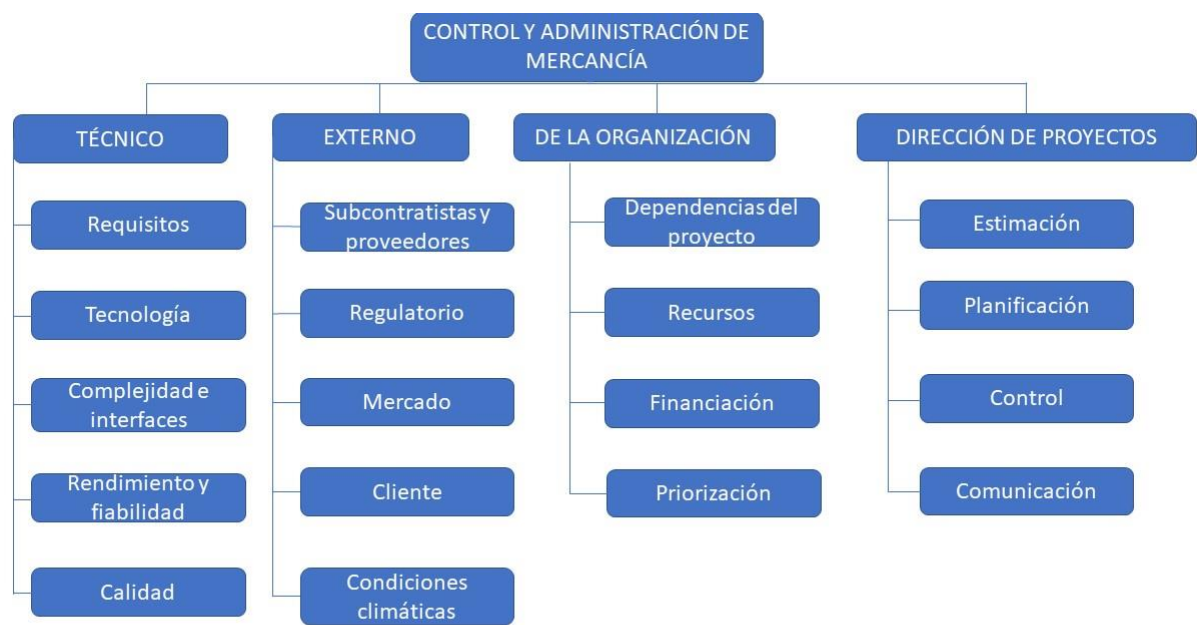 CONTROL Y ADMINISTRACIÓN DE
MERCANCÍA
TÉCNICO
Requisitos
Tecnología
Complejidad e
interfaces
Rendimiento y
fiabilidad
Calidad
EXTERNO
Subcontratistas y
proveedores
Regulatorio
Mercado
Cliente
Condiciones
climáticas
DE LA ORGANIZACIÓN
Dependencias del
proyecto
Recursos
Financiación
Priorización
DIRECCIÓN DE PROYECTOS
Estimación
Planificación
Control
Comunicación